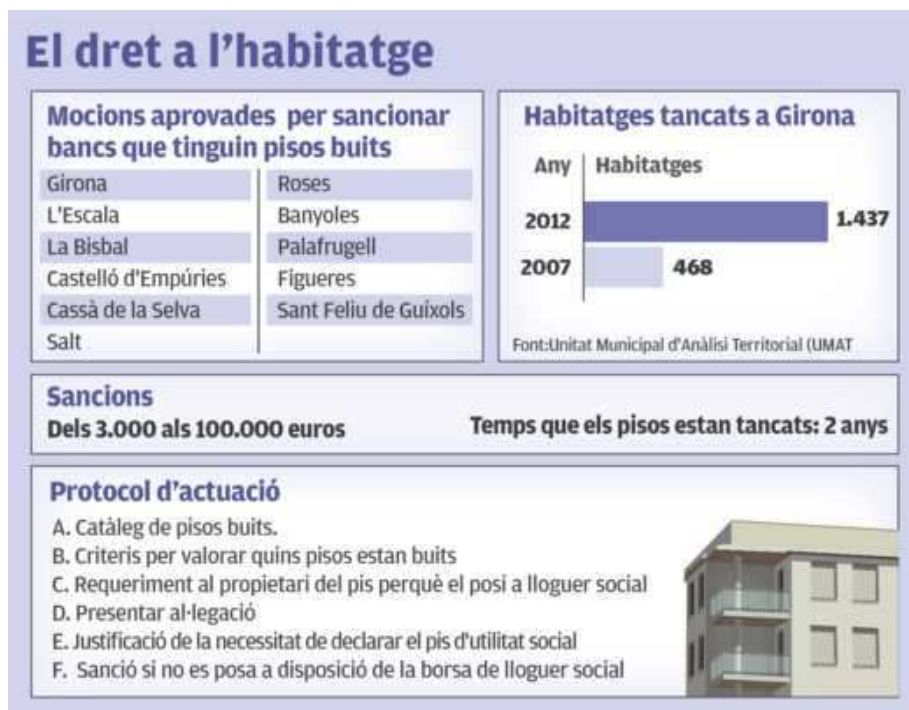 El dret a l'habitatge
Mocions aprovades per sancionar
bancs que tinguin pisos buits
Girona
L'Escala
La Bisbal
Castelló d'Empúries
Cassà de la Selva
Salt
Roses
Banyoles
Palafrugell
Figueres
Sant Feliu de Guíxols
Habitatges tancats a Girona
Any Habitatges
2012 1.437
2007 468
Font:Unitat Municipal d'Anàlisi Territorial (UMAT
Sancions
Dels 3.000 als 100.000 euros
Temps que els pisos estan tancats: 2 anys
Protocol d'actuació
A. Catàleg de pisos buits.
B. Criteris per valorar quins pisos estan buits
C. Requeriment al propietari del pis perquè el posi a lloguer social
D. Presentar al·legació
E. Justificació de la necessitat de declarar el pis d'utilitat social
F. Sanció si no es posa a disposició de la borsa de lloguer social